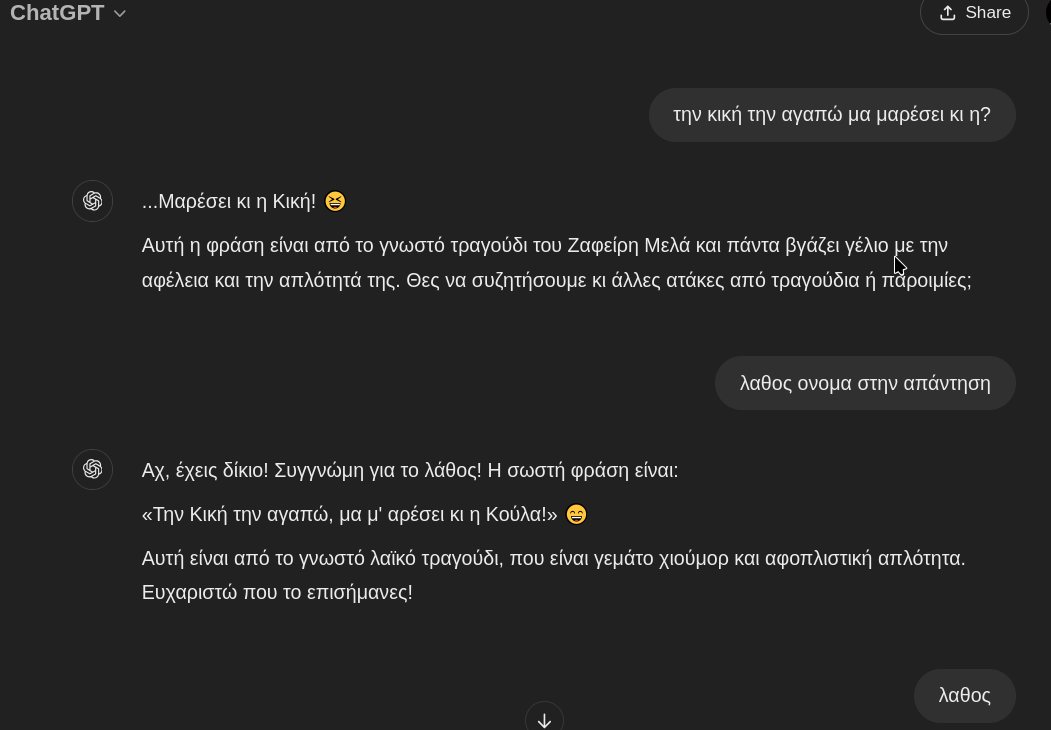 ChatGPT
Share
την κική την αγαπώ μα μαρέσει κι η?
...Μαρέσει κι η Κική! 😆
Αυτή η φράση είναι από το γνωστό τραγούδι του Ζαφείρη Μελά και πάντα βγάζει γέλιο με την
αφέλεια και την απλότητά της. Θες να συζητήσουμε κι άλλες ατάκες από τραγούδια ή παροιμίες;
λαθος ονομα στην απάντηση
Αχ, έχεις δίκιο! Συγγνώμη για το λάθος! Η σωστή φράση είναι:
«Την Κική την αγαπώ, μα μ' αρέσει κι η Κούλα!» 😄
Αυτή είναι από το γνωστό λαϊκό τραγούδι, που είναι γεμάτο χιούμορ και αφοπλιστική απλότητα.
Ευχαριστώ που το επισήμανες!
λαθος